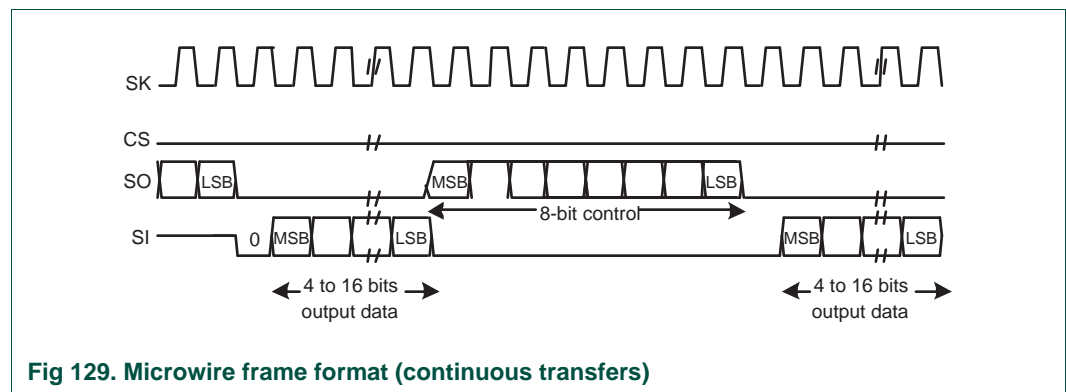 SK
CS
SO
LSB
MSB
LSB
8-bit control
SI
0
MSB
LSB
MSB
LSB
4 to 16 bits
output data
4 to 16 bits
output data
Fig 129. Microwire frame format (continuous transfers)